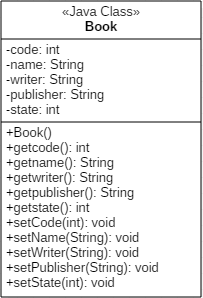 «Java Class»
Book
-code: int
-name: String
-writer: String
-publisher: String
-state: int
+Book()
+getcode(): int
+getname(): String
+getwriter(): String
+getpublisher(): String
+getstate(): int
+setCode(int): void
+setName(String): void
+setWriter(String): void
+setPublisher(String): void
+setState(int): void